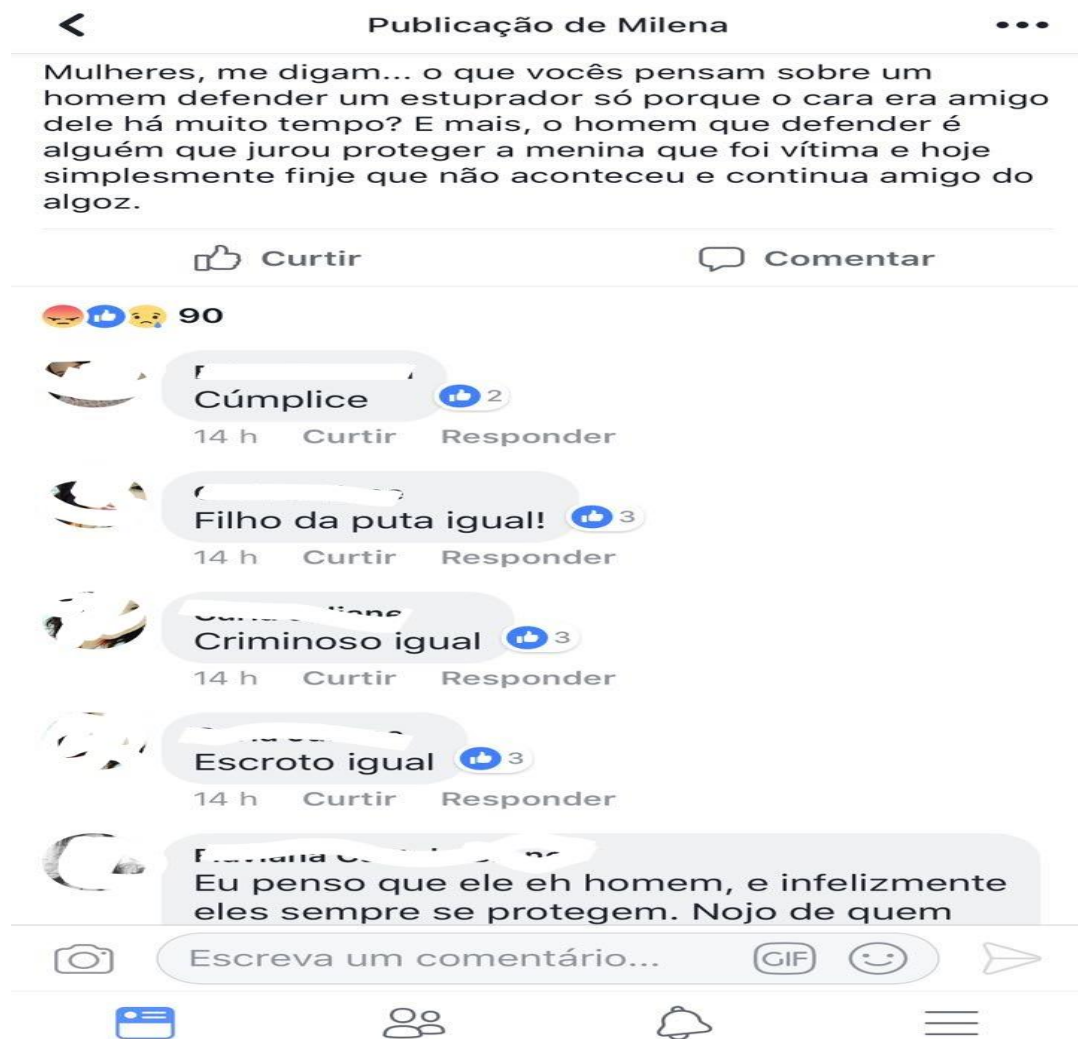 Publicação de Milena
Mulheres, me digam... o que vocês pensam sobre um
homem defender um estuprador só porque o cara era amigo
dele há muito tempo? E mais, o homem que defender é
alguém que jurou proteger a menina que foi vítima e hoje
simplesmente finje que não aconteceu e continua amigo do
algoz.
Curtir Comentar
90
Cúmplice 2
14 h Curtir Responder
Filho da puta igual! 3
14 h Curtir Responder
Criminoso igual 3
14 h Curtir Responder
Escroto igual 3
14 h Curtir Responder
Eu penso que ele eh homem, e infelizmente
eles sempre se protegem. Nojo de quem
Escreva um comentário... GIF